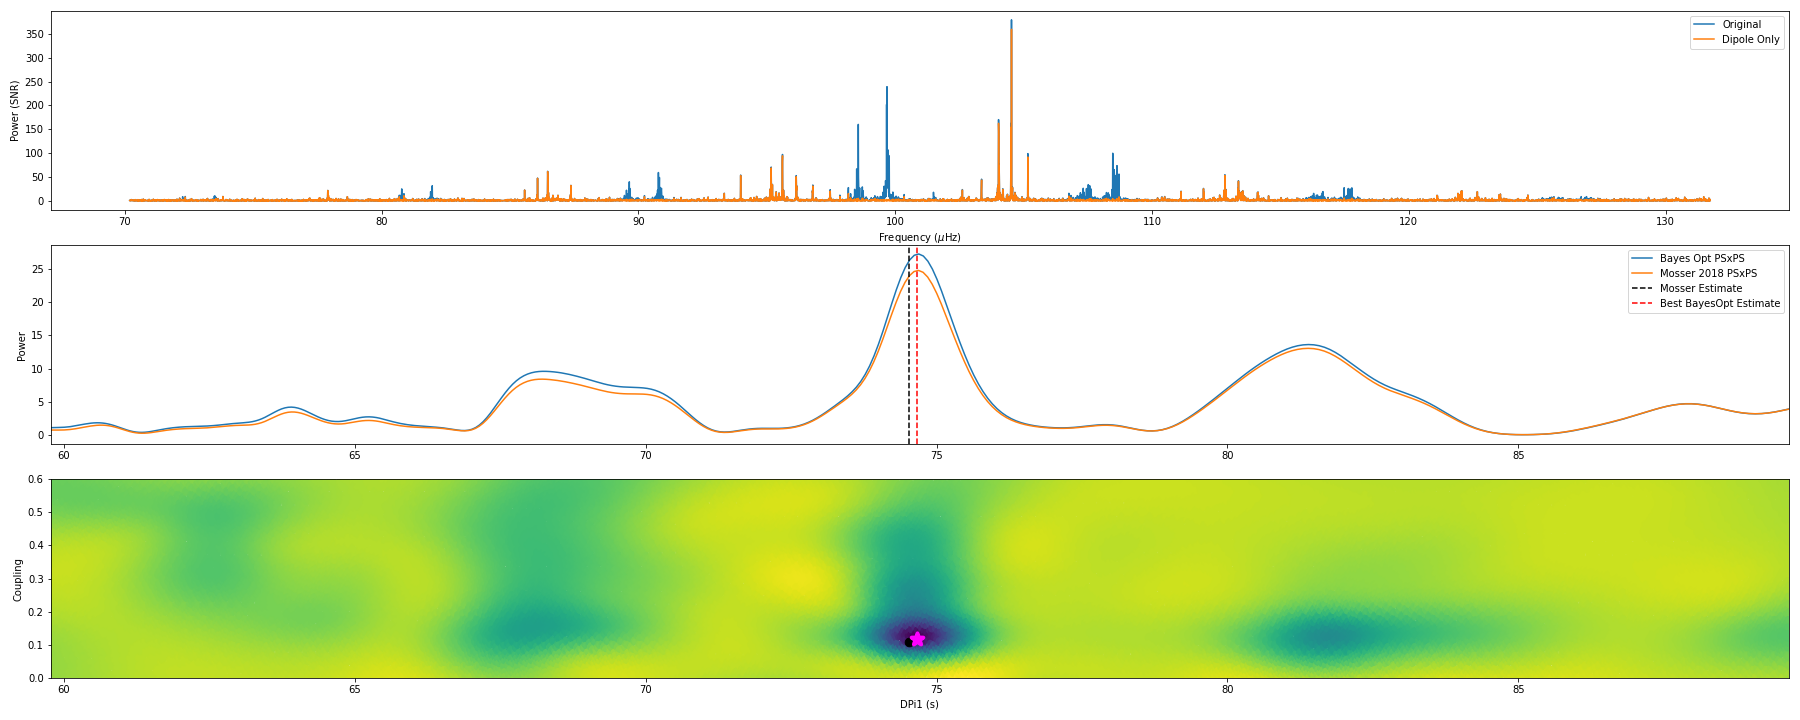 Power (SNR)
350
300
250
200
150
100
50
0
Original
Dipole Only
70 80 90 100 110 120 130
Frequency (μHz)
Power
25
20
15
10
5
0
Bayes Opt PSxPS
Mosser 2018 PSxPS
Mosser Estimate
Best BayesOpt Estimate
60 65 70 75 80 85
Coupling
0.6
0.5
0.4
0.3
0.2
0.1
0.0
60 65 70 75 80 85
DPi1 (s)